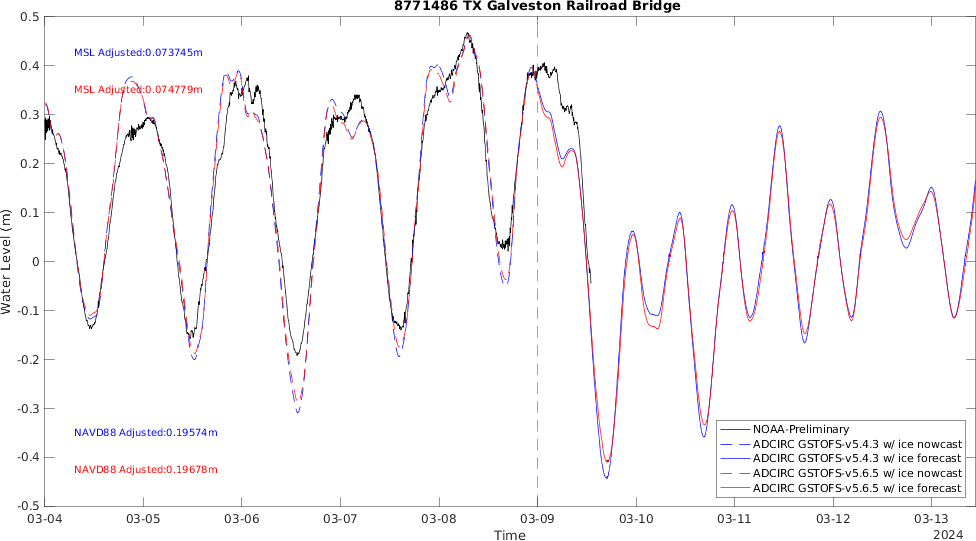 8771486 TX Galveston Railroad Bridge
0.5
0.4
0.3
0.2
0.1
0
-0.1
-0.2
-0.3
-0.4
-0.5
Water Level (m)
MSL Adjusted:0.073745m
MSL Adjusted:0.074779m
NAVD88 Adjusted:0.19574m
NAVD88 Adjusted:0.19678m
NOAA-Preliminary
ADCIRC GSTOFS-v5.4.3 w/ ice nowcast
ADCIRC GSTOFS-v5.4.3 w/ ice forecast
ADCIRC GSTOFS-v5.6.5 w/ ice nowcast
ADCIRC GSTOFS-v5.6.5 w/ ice forecast
03-04 03-05 03-06 03-07 03-08 03-09 03-10 03-11 03-12 03-13
Time
2024